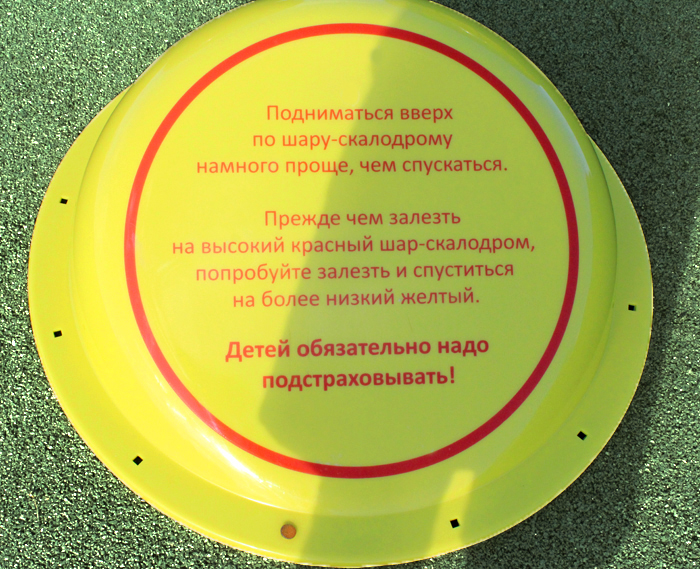 Подниматься вверх
по шару-скалодрому
намного проще, чем спускаться.
Прежде чем залезть
на высокий красный шар-скалодром,
попробуйте залезть и спуститься
на более низкий желтый.
Детей обязательно надо
подстраховывать!